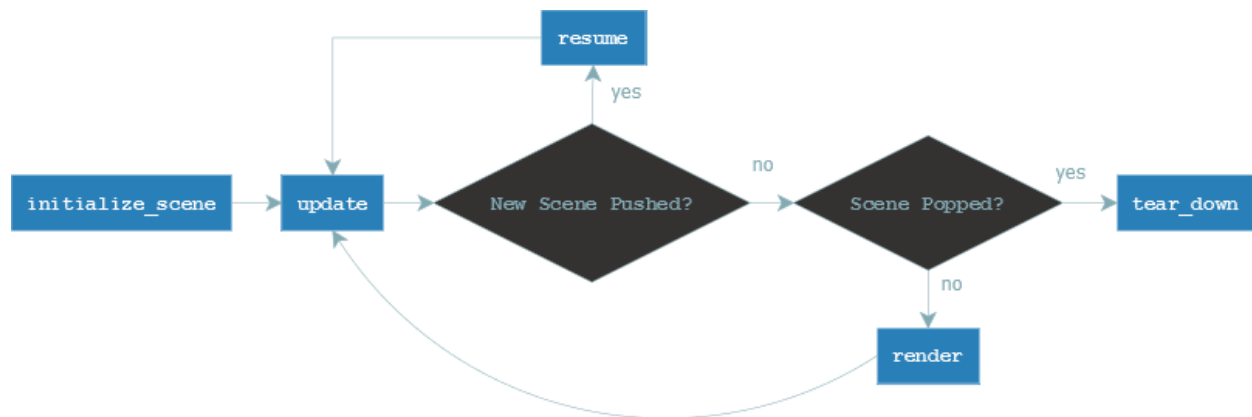 resume
yes
initialize_scene
update
New Scene Pushed?
no
Scene Popped?
yes
tear_down
no
render